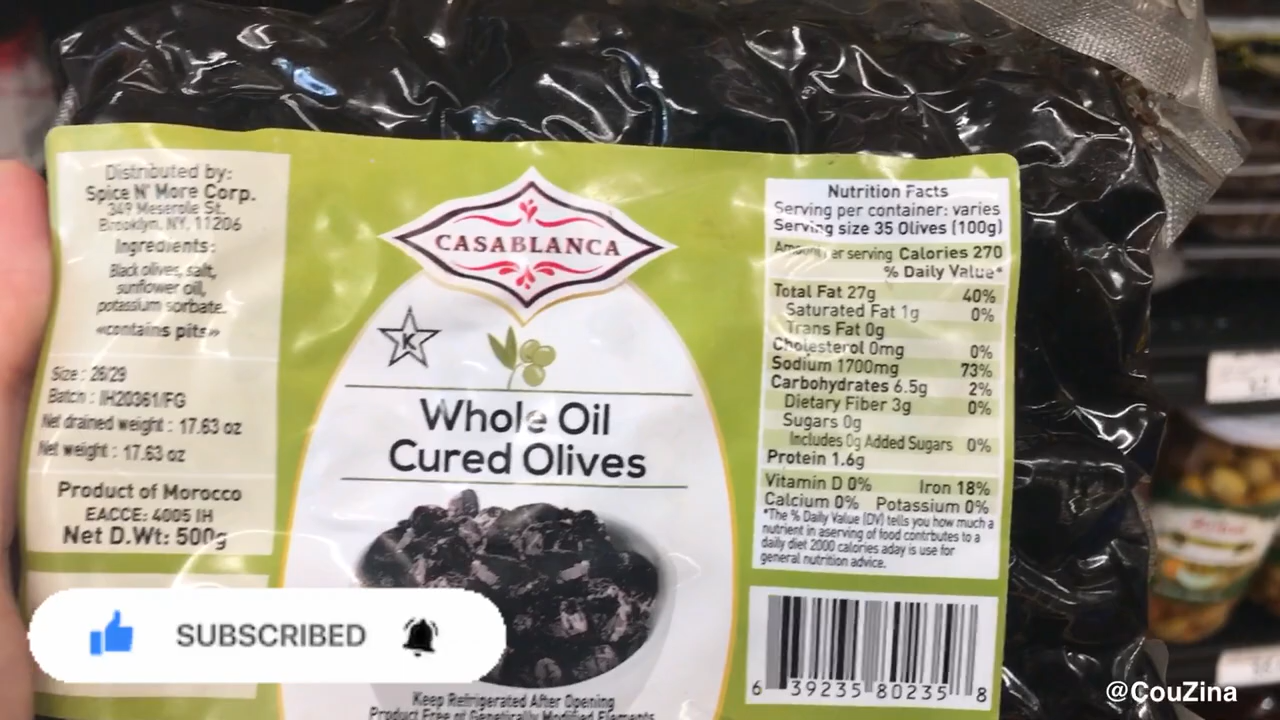 Distributed by:
Spice N' More Corp.
349 Meserole St.
Brooklyn, NY, 11206
Ingredients:
Black olives, salt,
sunflower oil,
potassium sorbate.
«contains pits»
Size : 26/29
Batch : IH20361/FG
Net drained weight : 17.63 oz
Net weight : 17.63 oz
Product of Morocco
EACCE: 4005 IH
Net D.Wt: 500g
CASABLANCA
K
Whole Oil
Cured Olives
Keep Refrigerated After Opening
Product Free of Genetically Modified Elements
Nutrition Facts
Serving per container: varies
Serving size 35 Olives (100g)
Amount per serving Calories 270
% Daily Value*
Total Fat 27g 40%
Saturated Fat 1g 0%
Trans Fat 0g
Cholesterol 0mg 0%
Sodium 1700mg 73%
Carbohydrates 6.5g 2%
Dietary Fiber 3g 0%
Sugars 0g
Includes 0g Added Sugars 0%
Protein 1.6g
Vitamin D 0% Iron 18%
Calcium 0% Potassium 0%
*The % Daily Value (DV) tells you how much a
nutrient in aserving of food contrbutes to a
daily diet 2000 calories aday is use for
general nutrition advice.
6 39235 80235 8
SUBSCRIBED
@CouZina